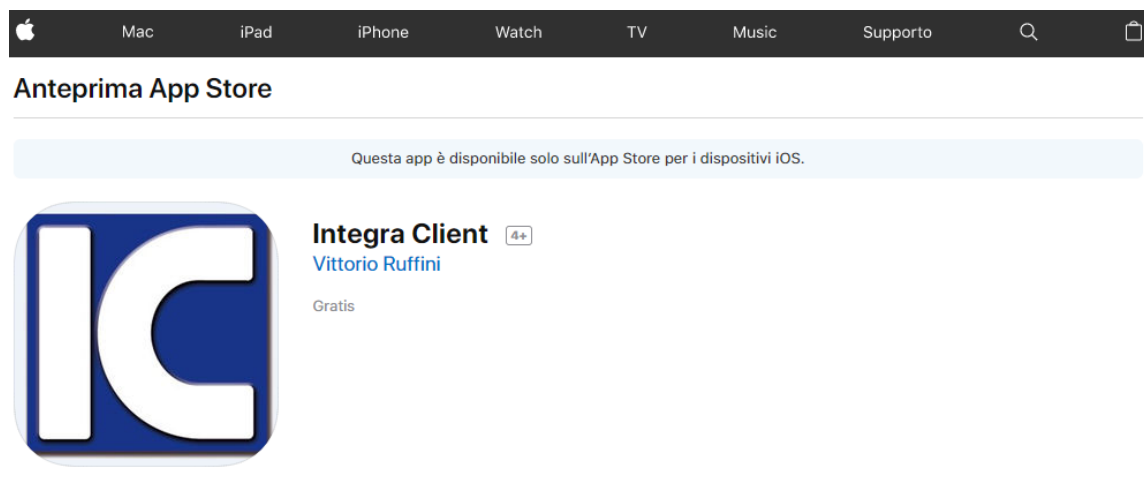 Mac iPad iPhone Watch TV Music Supporto
Anteprima App Store
Questa app è disponibile solo sull'App Store per i dispositivi iOS.
IC
Integra Client 4+
Vittorio Ruffini
Gratis